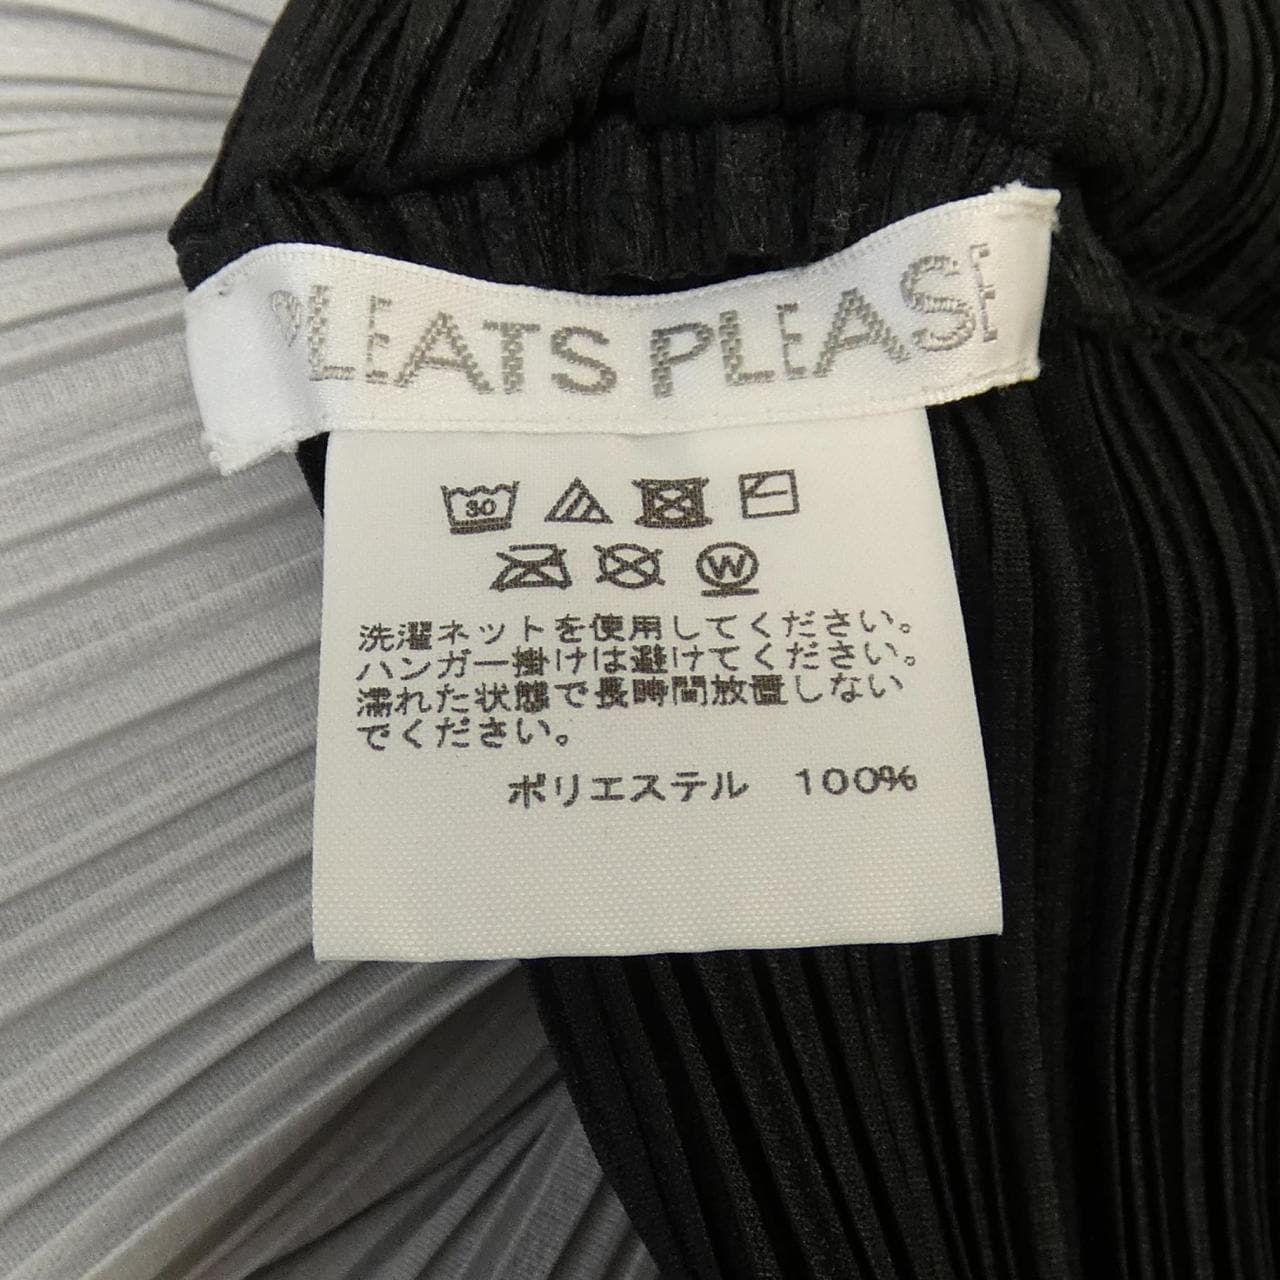 PLEATS PLEASE
30
W
洗濯ネットを使用してください。
ハンガー掛けは避けてください。
濡れた状態で長時間放置しない
でください。
ポリエステル 100%